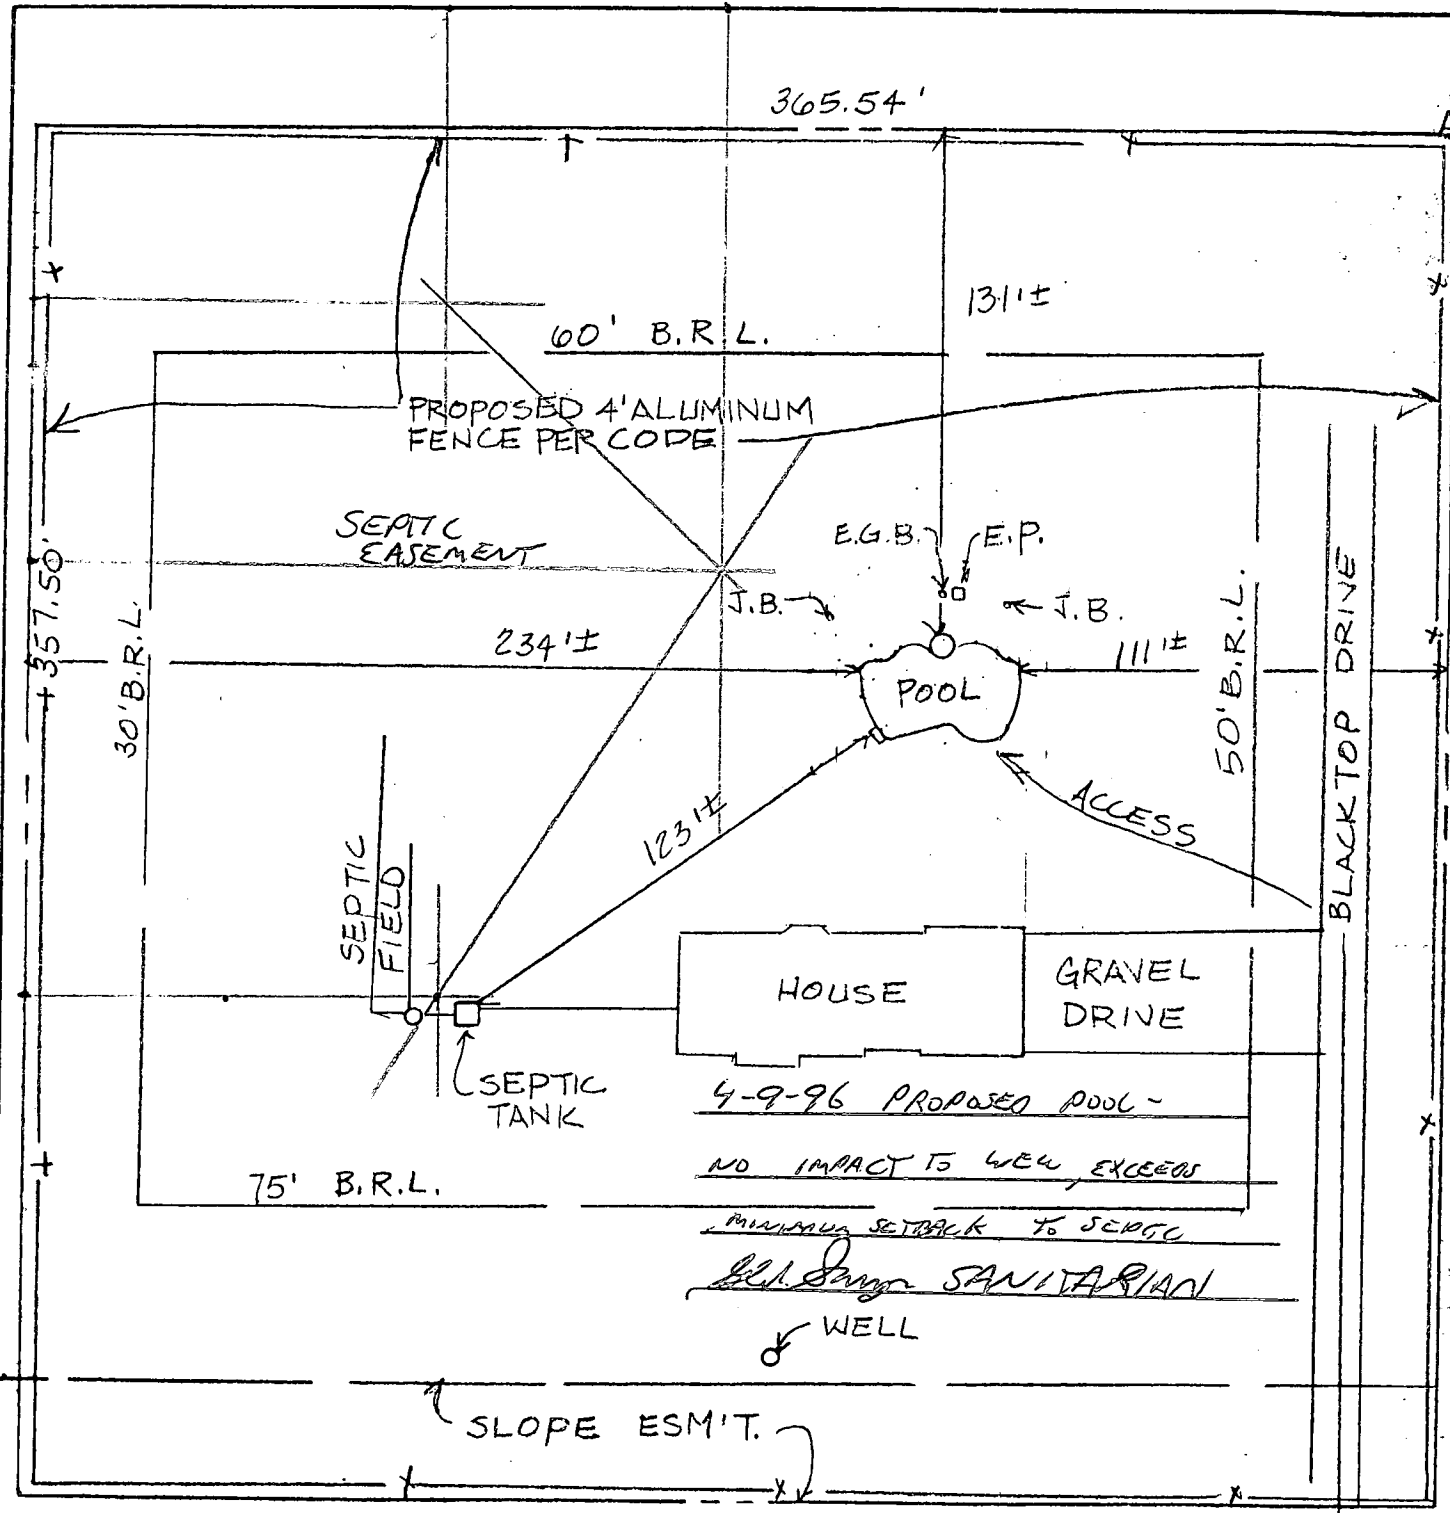 365.54'
131'±
60' B.R.L.
PROPOSED 4' ALUMINUM
FENCE PER CODE
SEPTIC
EASEMENT
E.G.B.
E.P.
J.B.
J.B.
357.50'
30' B.R.L.
234'±
111'±
POOL
50' B.R.L.
BLACKTOP DRIVE
ACCESS
123'±
SEPTIC
FIELD
HOUSE
GRAVEL
DRIVE
SEPTIC
TANK
4-9-96 PROPOSED POOL -
NO IMPACT TO WELL, EXCEEDS
75' B.R.L.
MINIMUM SETBACK TO SEPTIC
SANITARIAN
WELL
SLOPE ESM'T.